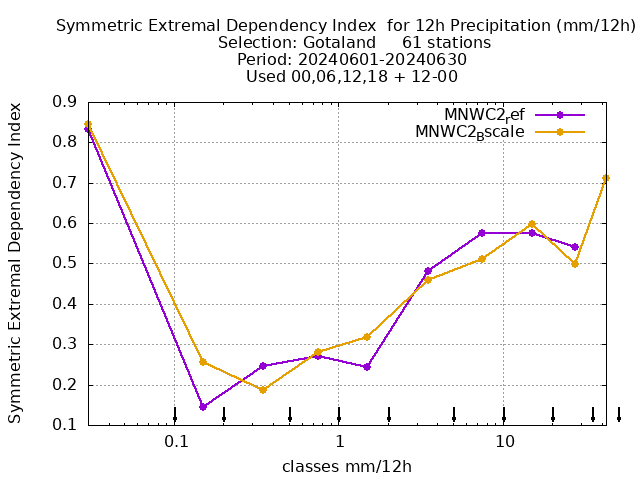 Symmetric Extremal Dependency Index  for 12h Precipitation (mm/12h)
Selection: Gotaland     61 stations
Period: 20240601-20240630
Used 00,06,12,18 + 12-00
MNWC2ref
MNWC2Bscale
Symmetric Extremal Dependency Index
0.9
0.8
0.7
0.6
0.5
0.4
0.3
0.2
0.1
0.1 1 10
classes mm/12h